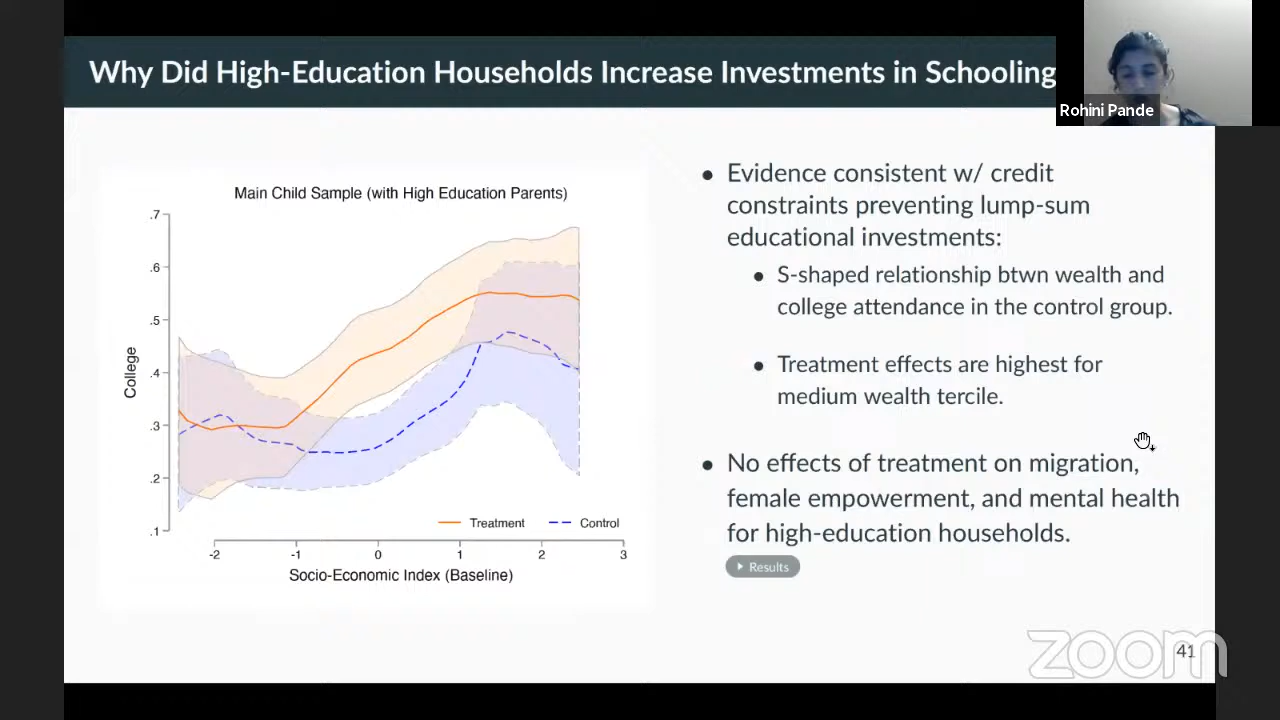 Why Did High-Education Households Increase Investments in Schooling
Rohini Pande
Main Child Sample (with High Education Parents)
.7
.6
.5
.4
.3
.2
.1
College
Treatment
Control
-2 -1 0 1 2 3
Socio-Economic Index (Baseline)
● Evidence consistent w/ credit
constraints preventing lump-sum
educational investments:
● S-shaped relationship btwn wealth and
college attendance in the control group.
● Treatment effects are highest for
medium wealth tercile.
● No effects of treatment on migration,
female empowerment, and mental health
for high-education households.
Results
zoom
41